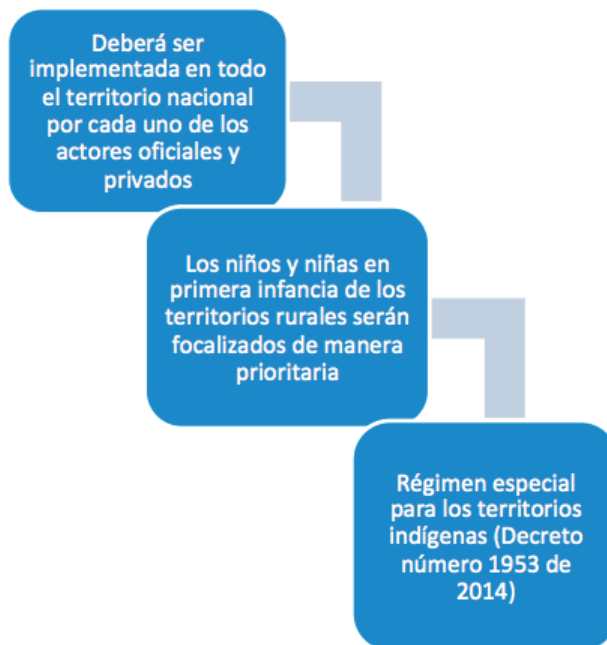 Deberá ser
implementada en todo
el territorio nacional
por cada uno de los
actores oficiales y
privados
Los niños y niñas en
primera infancia de los
territorios rurales serán
focalizados de manera
prioritaria
Régimen especial
para los territorios
indígenas (Decreto
número 1953 de
2014)